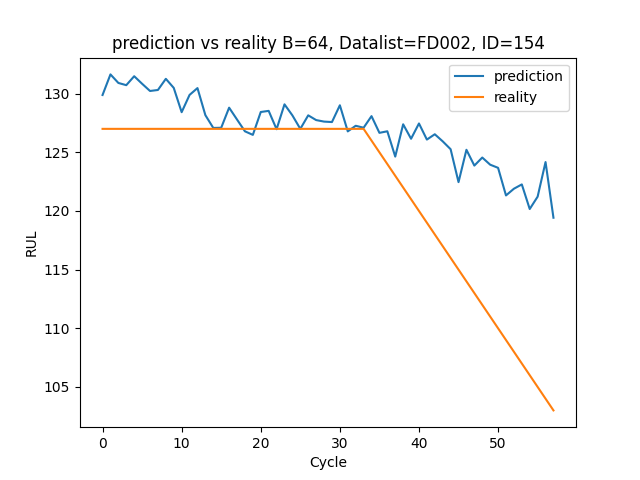 prediction vs reality B=64, Datalist=FD002, ID=154
prediction
reality
RUL
130
125
120
115
110
105
0 10 20 30 40 50
Cycle